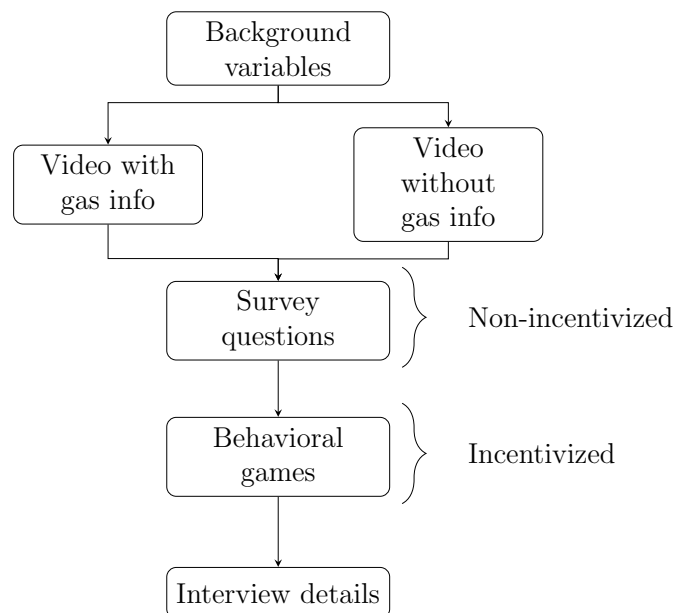 Background
variables
Video with
gas info
Video
without
gas info
Survey
questions
Non-incentivized
Behavioral
games
Incentivized
Interview details